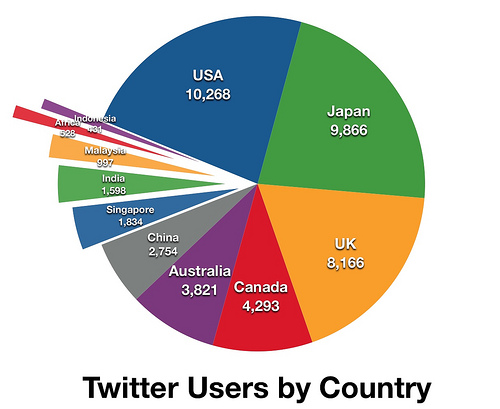 USA
10,268
Japan
9,866
UK
8,166
Canada
4,293
Australia
3,821
China
2,754
Singapore
1,834
India
1,598
Malaysia
997
Africa
528
Indonesia
431
Twitter Users by Country